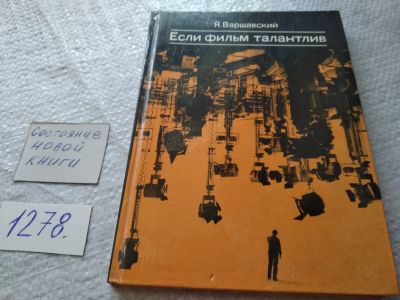 Я. Варшавский
Если фильм талантлив
Состояние
новой
книги
1278.